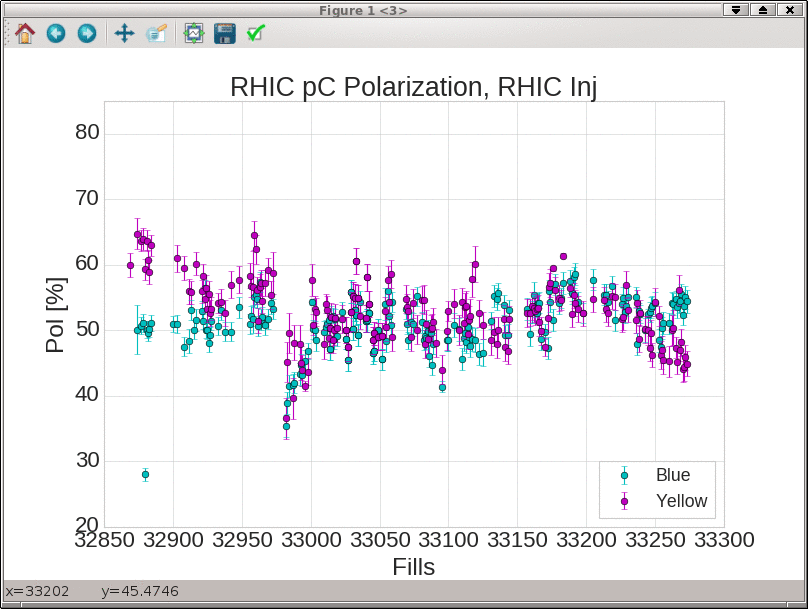 Figure 1 <3>
RHIC pC Polarization, RHIC Inj
80
70
60
50
40
30
20
Pol [%]
Blue
Yellow
32850 32900 32950 33000 33050 33100 33150 33200 33250 33300
Fills
x=33202 y=45.4746